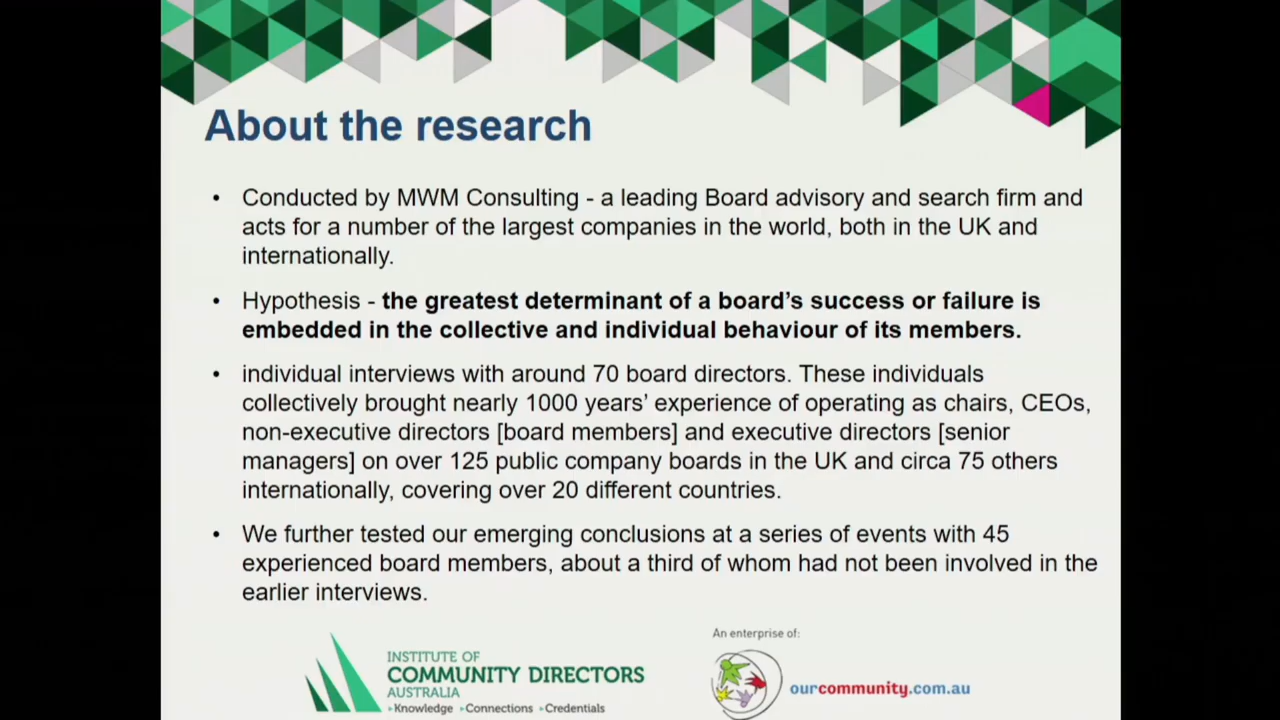 About the research
• Conducted by MWM Consulting - a leading Board advisory and search firm and
acts for a number of the largest companies in the world, both in the UK and
internationally.
• Hypothesis - the greatest determinant of a board’s success or failure is
embedded in the collective and individual behaviour of its members.
• individual interviews with around 70 board directors. These individuals
collectively brought nearly 1000 years’ experience of operating as chairs, CEOs,
non-executive directors [board members] and executive directors [senior
managers] on over 125 public company boards in the UK and circa 75 others
internationally, covering over 20 different countries.
• We further tested our emerging conclusions at a series of events with 45
experienced board members, about a third of whom had not been involved in the
earlier interviews.
An enterprise of:
INSTITUTE OF
COMMUNITY DIRECTORS
AUSTRALIA
Knowledge Connections Credentials
ourcommunity.com.au